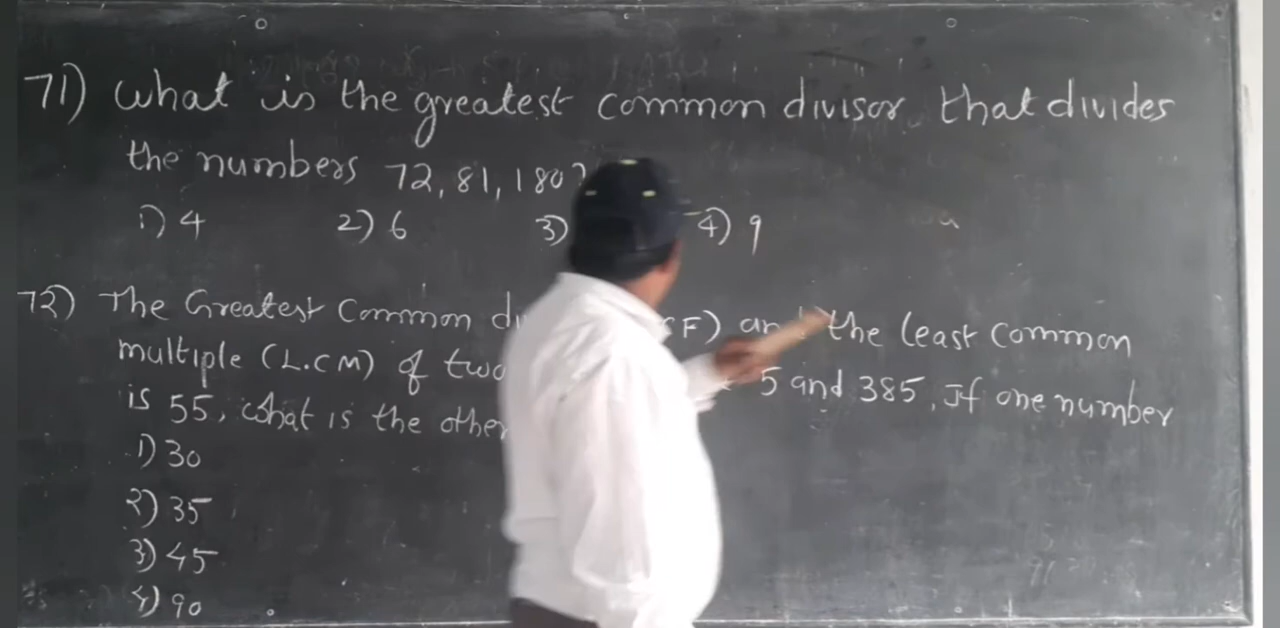 71) What is the greatest common divisor that divides
the numbers 72, 81, 180?
1) 4 2) 6 3) 4) 9
72) The Greatest Common F) and the least common
multiple (L.CM) of two 5 and 385, If one number
is 55, what is the other
1) 30
2) 35
3) 45
4) 90